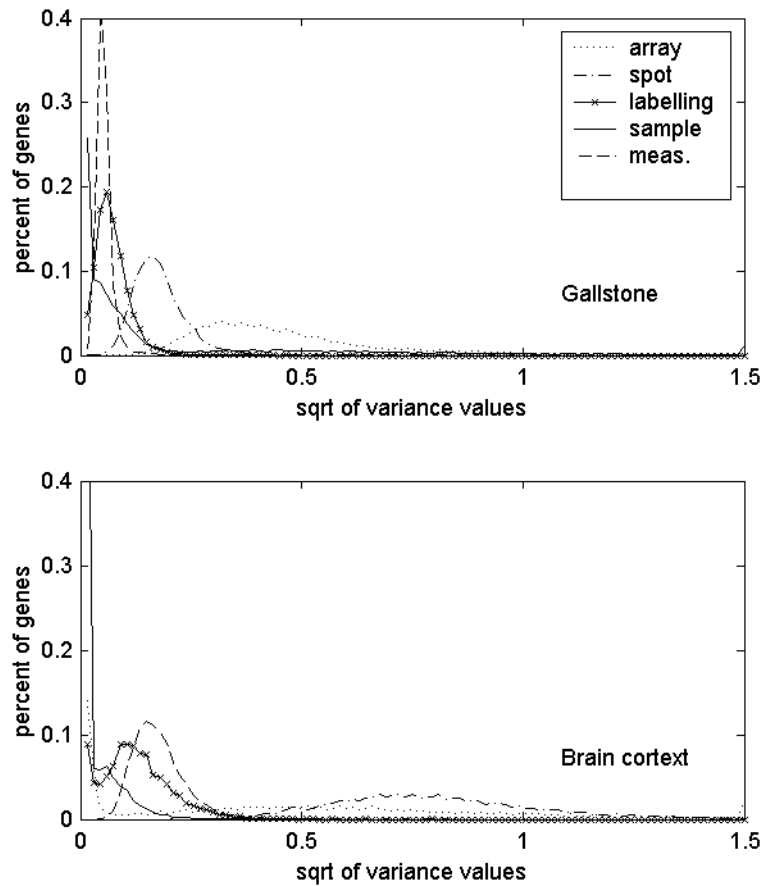 0.4
0.3
0.2
0.1
0
percent of genes
array
spot
labelling
sample
meas.
Gallstone
0 0.5 1 1.5
sqrt of variance values
0.4
0.3
0.2
0.1
0
percent of genes
Brain cortext
0 0.5 1 1.5
sqrt of variance values